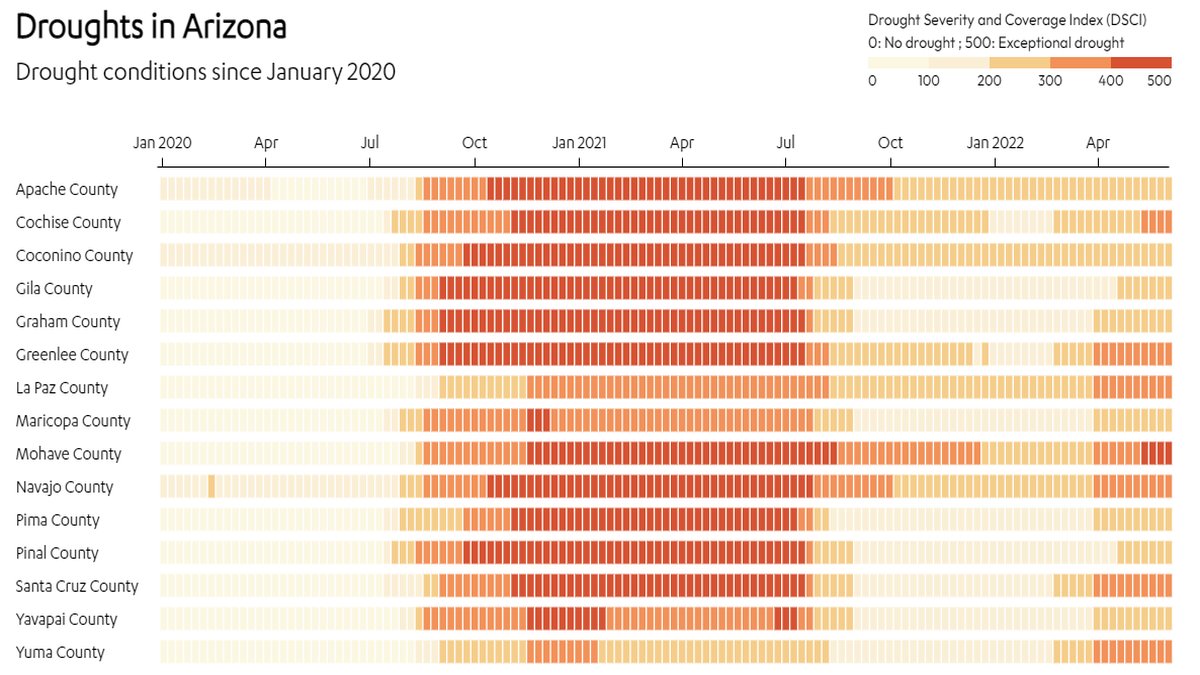 Droughts in Arizona
Drought conditions since January 2020
Drought Severity and Coverage Index (DSCI)
0: No drought ; 500: Exceptional drought
0 100 200 300 400 500
Jan 2020 Apr Jul Oct Jan 2021 Apr Jul Oct Jan 2022 Apr
Apache County
Cochise County
Coconino County
Gila County
Graham County
Greenlee County
La Paz County
Maricopa County
Mohave County
Navajo County
Pima County
Pinal County
Santa Cruz County
Yavapai County
Yuma County